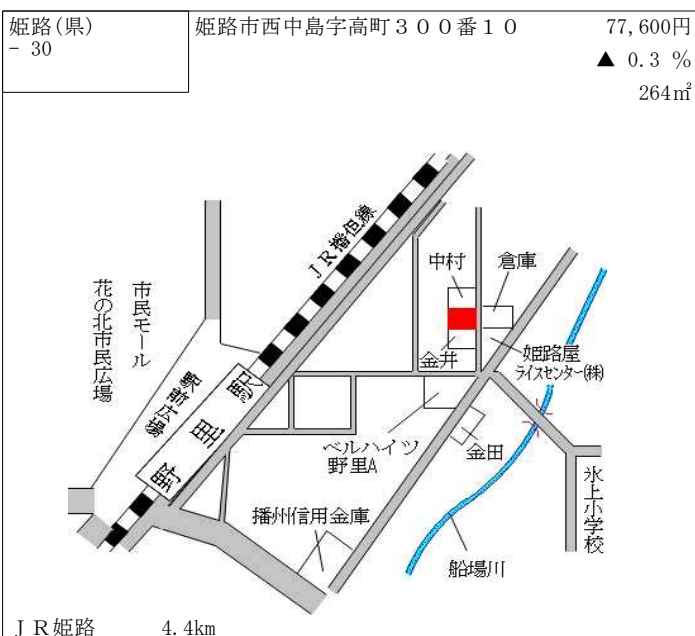 姫路(県)
- 30
姫路市西中島字高町３００番１０
77,600円
▲ 0.3 %
264㎡
ＪＲ播但線
中村
倉庫
市民モール
花の北市民広場
金井
姫路屋
ライスセンター(株)
駅前広場
野里駅
ベルハイツ
野里A
金田
播州信用金庫
氷上小学校
船場川
ＪＲ姫路 4.4km